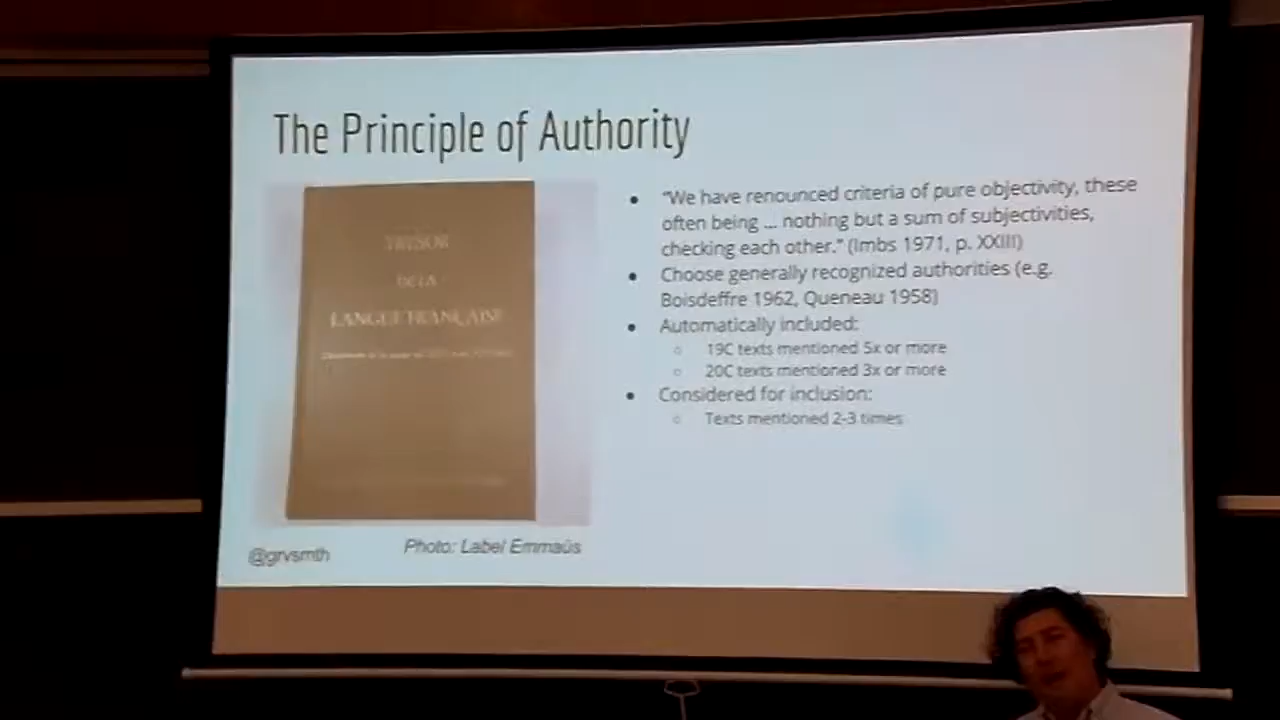 The Principle of Authority
TRESOR
DE LA
LANGUE FRANÇAISE
• "We have renounced criteria of pure objectivity, these
often being ... nothing but a sum of subjectivities,
checking each other." (Imbs 1971, p. XXIII)
• Choose generally recognized authorities (e.g.
Boisdeffre 1962, Queneau 1958)
• Automatically included:
○ 19C texts mentioned 5x or more
○ 20C texts mentioned 3x or more
• Considered for inclusion:
○ Texts mentioned 2-3 times
@grvsmth
Photo: Label Emmaüs